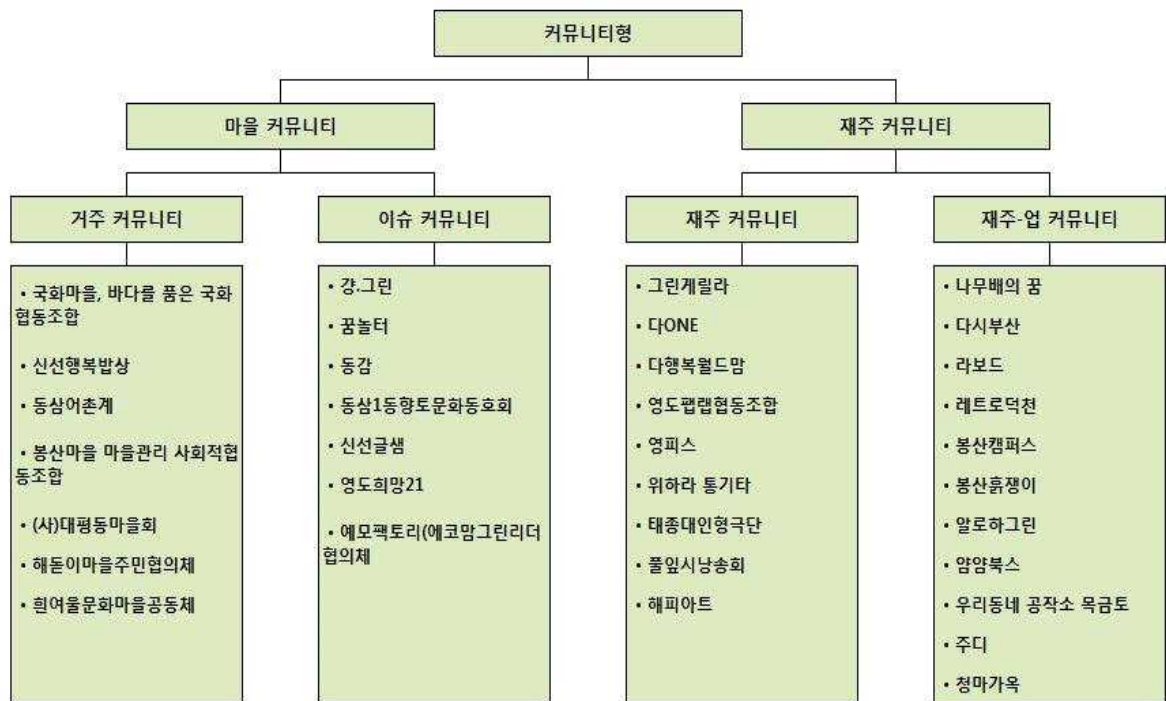 커뮤니티형
마을 커뮤니티
재주 커뮤니티
거주 커뮤니티
이슈 커뮤니티
재주 커뮤니티
재주-업 커뮤니티
• 국화마을, 바다를 품은 국화
협동조합
• 신선행복밥상
• 동삼어촌계
• 봉산마을 마을관리 사회적협
동조합
• (사)대평동마을회
• 해돋이마을주민협의체
• 흰여울문화마을공동체
• 걍.그린
• 꿈놀터
• 동감
• 동삼1동향토문화동호회
• 신선글샘
• 영도희망21
• 에모팩토리(에코맘그린리더
협의체
• 그린게릴라
• 다ONE
• 다행복월드맘
• 영도팹랩협동조합
• 영피스
• 위하라 통기타
• 태종대인형극단
• 풀잎시낭송회
• 해피아트
• 나무배의 꿈
• 다시부산
• 라보드
• 레트로덕천
• 봉산캠퍼스
• 봉산흙쟁이
• 알로하그린
• 얌얌북스
• 우리동네 공작소 목금토
• 주디
• 청마가옥